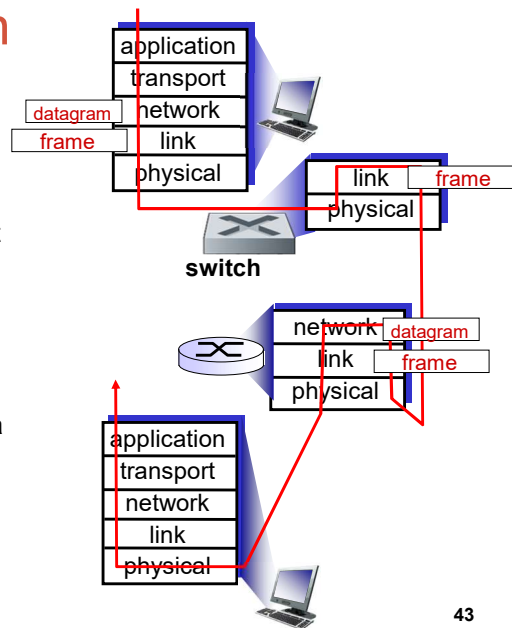 n
application
transport
datagram network
frame link
physical
link frame
physical
t
switch
network datagram
link frame
physical
a
application
transport
network
link
physical
43